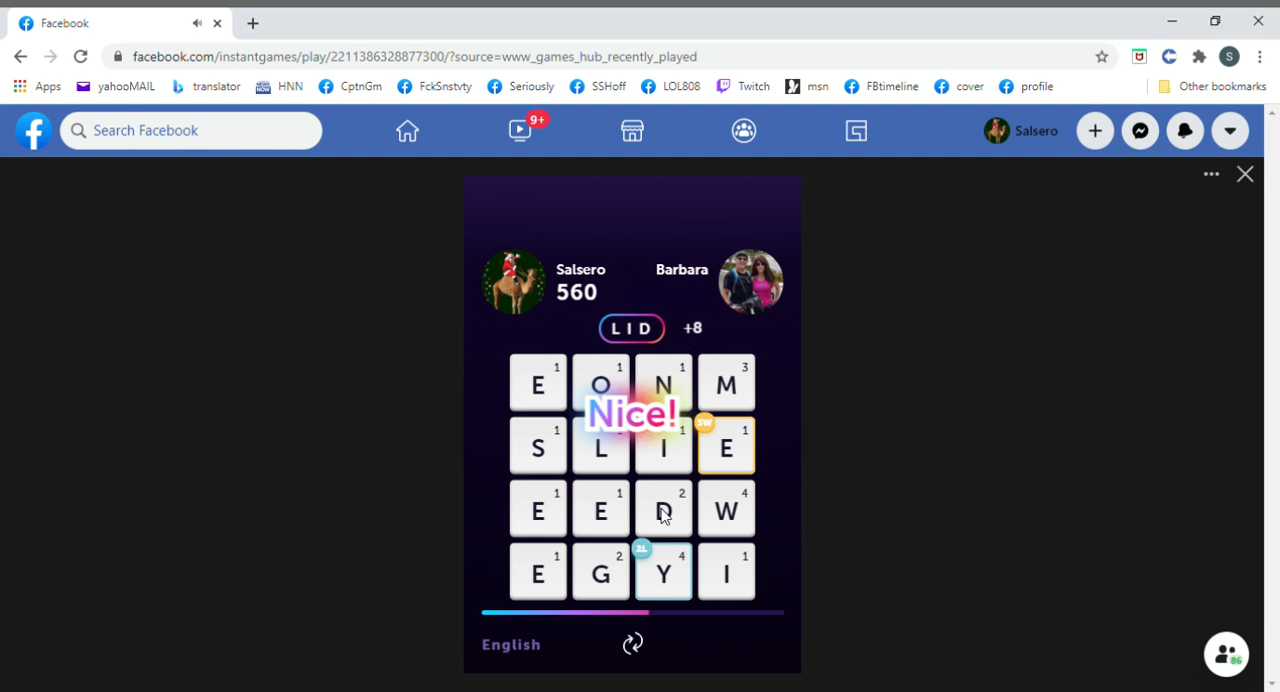 Facebook
facebook.com/instantgames/play/2211386328877300/?source=www_games_hub_recently_played
S
Apps yahooMAIL translator HNN CptnGm FckSnstvty Seriously SSHoff LOL808 Twitch msn FBtimeline cover profile Other bookmarks
Search Facebook 9+ Salsero
Salsero Barbara
560
LID +8
E 1 O 1 N 1 M 3
Nice!
S 1 L I 1 3W E 1
E 1 E 1 D 2 W 4
E 1 G 2 2L Y 4 I 1
English
86